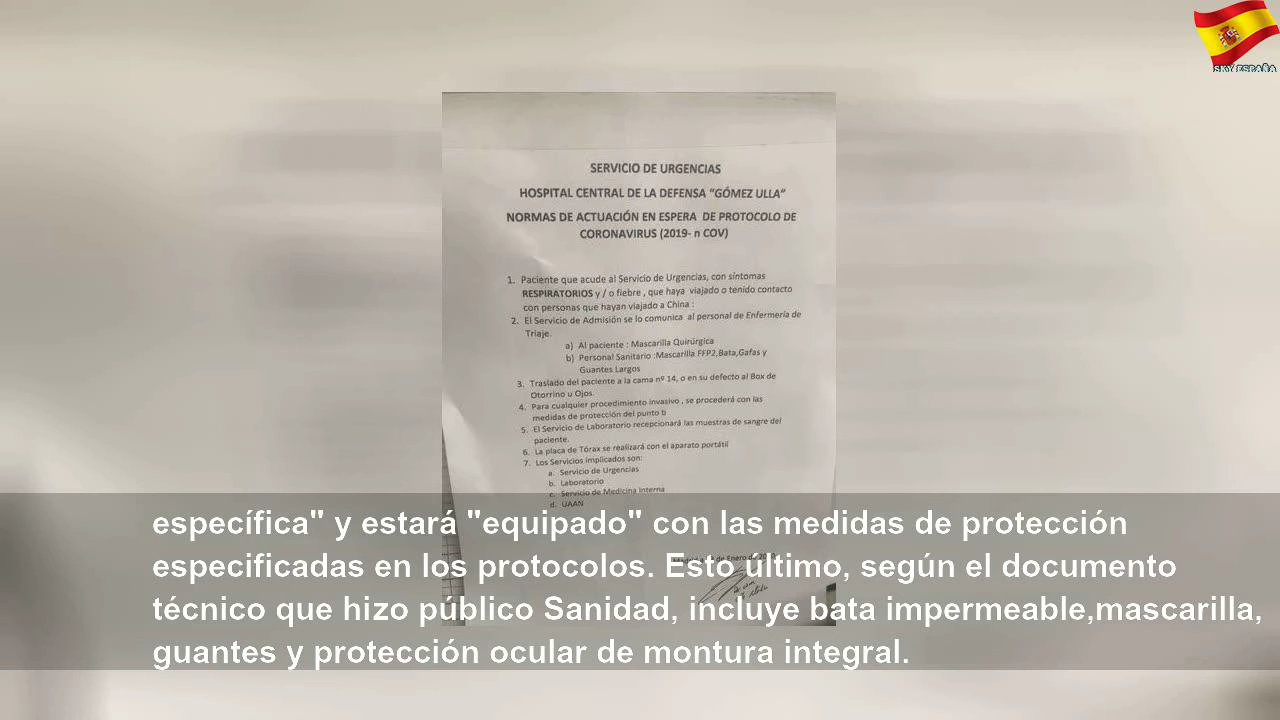 SKY ESPAÑA
SERVICIO DE URGENCIAS
HOSPITAL CENTRAL DE LA DEFENSA “GÓMEZ ULLA”
NORMAS DE ACTUACIÓN EN ESPERA DE PROTOCOLO DE
CORONAVIRUS (2019- n COV)
1. Paciente que acude al Servicio de Urgencias, con síntomas
RESPIRATORIOS y / o fiebre , que haya viajado o tenido contacto
con personas que hayan viajado a China :
2. El Servicio de Admisión se lo comunica al personal de Enfermería de
Triaje.
a) Al paciente : Mascarilla Quirúrgica
b) Personal Sanitario :Mascarilla FFP2,Bata,Gafas y
Guantes Largos
3. Traslado del paciente a la cama nº 14, o en su defecto al Box de
Otorrino u Ojos.
4. Para cualquier procedimiento invasivo , se procederá con las
medidas de protección del punto b
5. El Servicio de Laboratorio recepcionará las muestras de sangre del
paciente.
6. La placa de Tórax se realizará con el aparato portátil
7. Los Servicios implicados son:
a. Servicio de Urgencias
b. Laboratorio
c. Servicio de Medicina Interna
d. UAAN
de Enero de
específica" y estará "equipado" con las medidas de protección
especificadas en los protocolos. Esto último, según el documento
técnico que hizo público Sanidad, incluye bata impermeable,mascarilla,
guantes y protección ocular de montura integral.